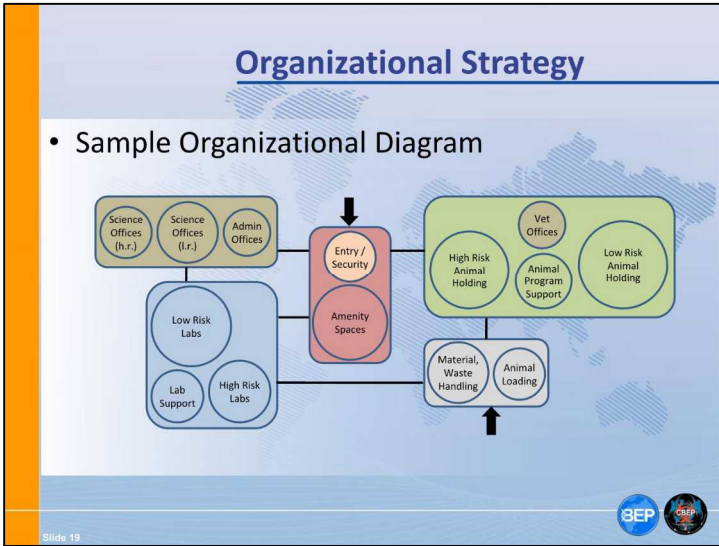 Organizational Strategy
• Sample Organizational Diagram
Science
Offices
(h.r.)
Science
Offices
(l.r.)
Admin
Offices
Entry /
Security
Amenity
Spaces
Vet
Offices
High Risk
Animal
Holding
Animal
Program
Support
Low Risk
Animal
Holding
Low Risk
Labs
Lab
Support
High Risk
Labs
Material,
Waste
Handling
Animal
Loading
BEP
CBEP
Slide 19